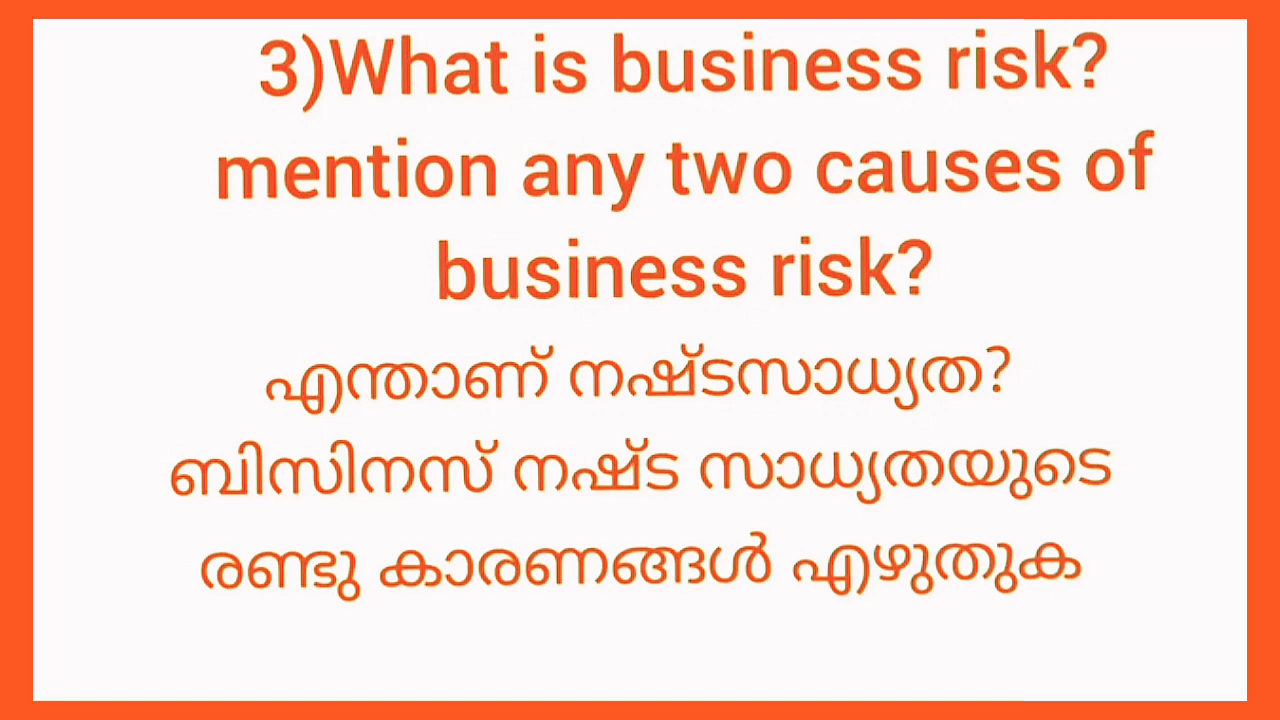 3)What is business risk?
mention any two causes of
business risk?
എന്താണ് നഷ്ടസാധ്യത?
ബിസിനസ് നഷ്ട സാധ്യതയുടെ
രണ്ടു കാരണങ്ങൾ എഴുതുക